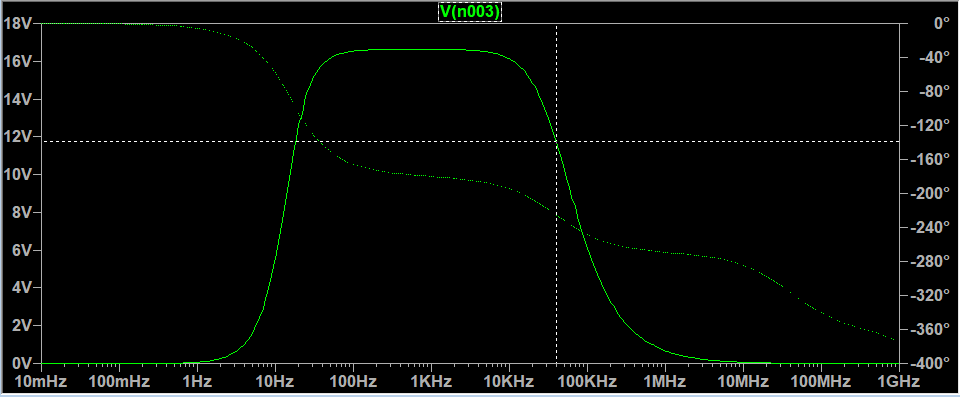 V(n003)
18V
16V
14V
12V
10V
8V
6V
4V
2V
0V
0°
-40°
-80°
-120°
-160°
-200°
-240°
-280°
-320°
-360°
-400°
10mHz 100mHz 1Hz 10Hz 100Hz 1KHz 10KHz 100KHz 1MHz 10MHz 100MHz 1GHz